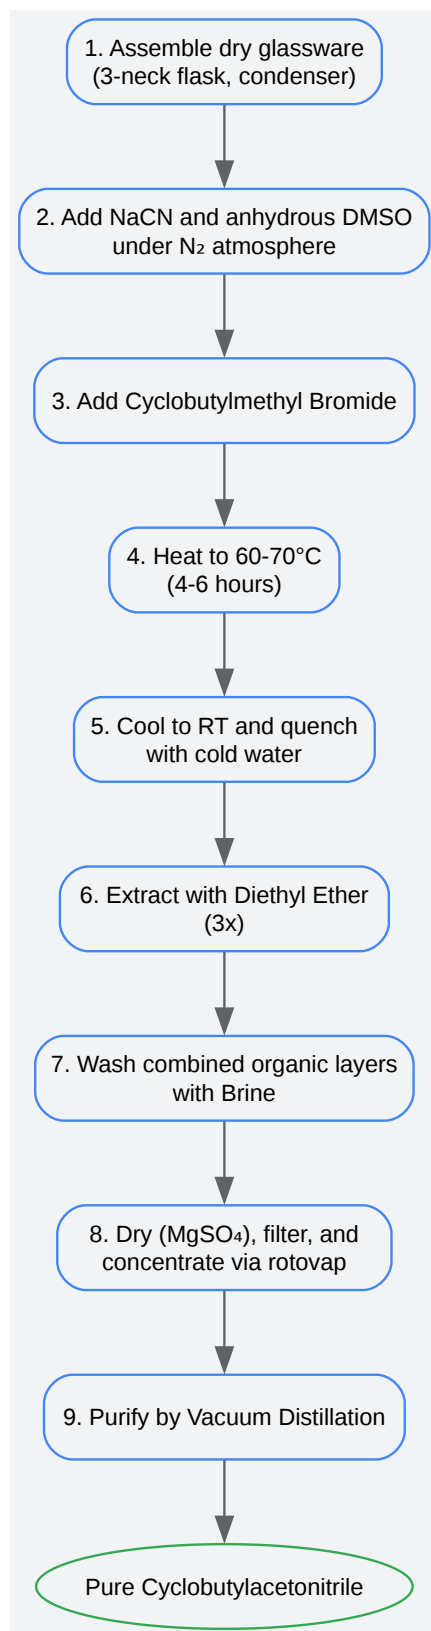 1. Assemble dry glassware
(3-neck flask, condenser)
2. Add NaCN and anhydrous DMSO
under N₂ atmosphere
3. Add Cyclobutylmethyl Bromide
4. Heat to 60-70°C
(4-6 hours)
5. Cool to RT and quench
with cold water
6. Extract with Diethyl Ether
(3x)
7. Wash combined organic layers
with Brine
8. Dry (MgSO₄), filter, and
concentrate via rotovap
9. Purify by Vacuum Distillation
Pure Cyclobutylacetonitrile